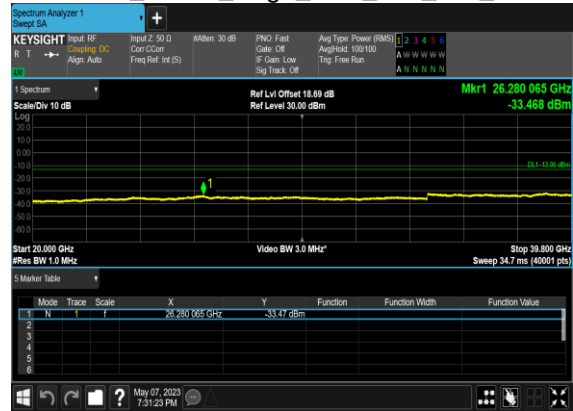 Spectrum Analyzer 1
Swept SA
+
KEYSIGHT Input: RF Input Z: 50 Ω #Atten: 30 dB PNO: Fast Avg Type: Power (RMS) 1 2 3 4 5 6
R T Coupling: DC Corr CCorr Gate: Off Avg|Hold: 100/100 A W W W W W
Align: Auto Freq Ref: Int (S) IF Gain: Low Trig: Free Run
LW Sig Track: Off A N N N N N
1 Spectrum Ref Lvl Offset 18.69 dB Mkr1 26.280 065 GHz
Scale/Div 10 dB Ref Level 30.00 dBm -33.468 dBm
Log
20.0
10.0
0.00
-10.0
DL1 -13.00 dBm
-20.0
1
-30.0
-40.0
-50.0
-60.0
Start 20.000 GHz Video BW 3.0 MHz* Stop 39.800 GHz
#Res BW 1.0 MHz Sweep 34.7 ms (40001 pts)
5 Marker Table
Mode Trace Scale X Y Function Function Width Function Value
1 N 1 f 26.280 065 GHz -33.47 dBm
2
3
4
5
6
? May 07, 2023
7:31:23 PM